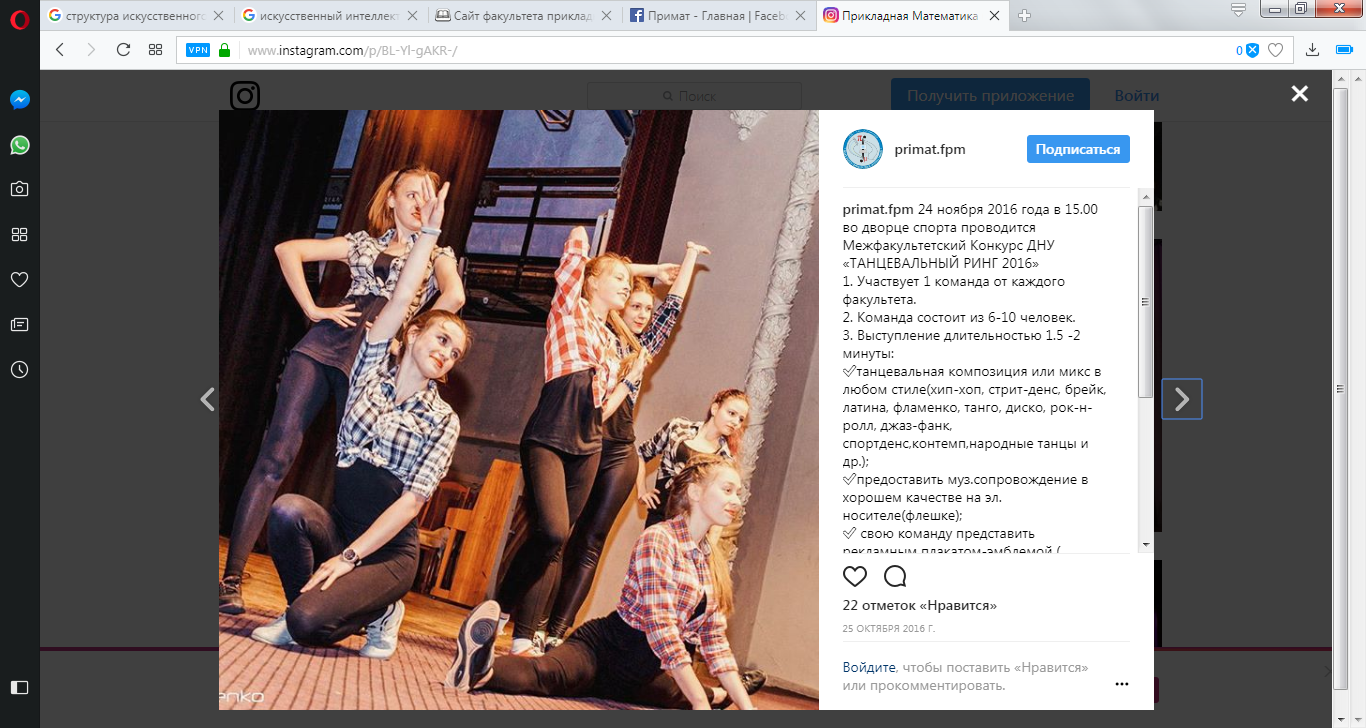 структура искусственного
искусственный интеллект
Сайт факультета приклад
Примат - Главная | Facebo
Прикладная Математика
VPN
www.instagram.com/p/BL-Yl-gAKR-/
0
Поиск
Получить приложение
Войти
primat.fpm
Подписаться
primat.fpm 24 ноября 2016 года в 15.00
во дворце спорта проводится
Межфакультетский Конкурс ДНУ
«ТАНЦЕВАЛЬНЫЙ РИНГ 2016»
1. Участвует 1 команда от каждого
факультета.
2. Команда состоит из 6-10 человек.
3. Выступление длительностью 1.5 -2
минуты:
✅танцевальная композиция или микс в
любом стиле(хип-хоп, стрит-денс, брейк,
латина, фламенко, танго, диско, рок-н-
ролл, джаз-фанк,
спортденс,контемп,народные танцы и
др.);
✅предоставить муз.сопровождение в
хорошем качестве на эл.
носителе(флешке);
✅ свою команду представить
рекламным плакатом-эмблемой (
22 отметок «Нравится»
25 ОКТЯБРЯ 2016 Г.
Войдите, чтобы поставить «Нравится»
или прокомментировать.